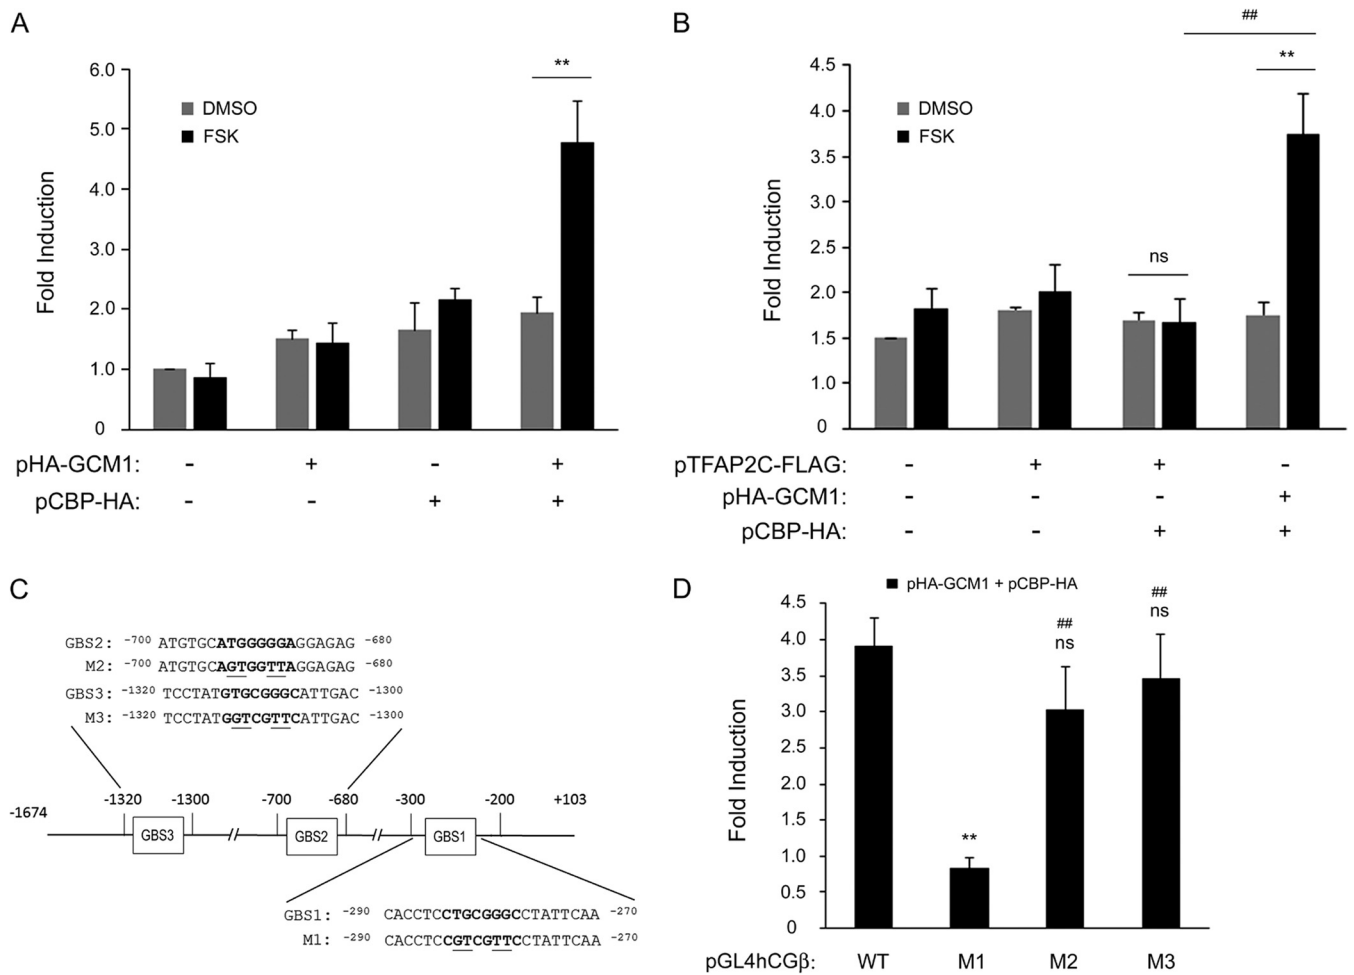 A
6.0
5.0
4.0
3.0
2.0
1.0
0
Fold Induction
DMSO
FSK
**
pHA-GCM1: - + - +
pCBP-HA: - - + +
B
4.5
4.0
3.5
3.0
2.5
2.0
1.5
1.0
0
Fold Induction
DMSO
FSK
ns
**
##
pTFAP2C-FLAG: - + + -
pHA-GCM1: - - - +
pCBP-HA: - - + +
C
GBS2: -700 ATGTGCATGGGGGAGGAGAG -680
M2: -700 ATGTGCAGTGGTTAGGAGAG -680
GBS3: -1320 TCCTATGTGCGGGCATTGAC -1300
M3: -1320 TCCTATGGTCGTTCATTGAC -1300
-1674 -1320 -1300 -700 -680 -300 -200 +103
GBS3 // GBS2 // GBS1
GBS1: -290 CACCTCCTGCGGGCCTATTCAA -270
M1: -290 CACCTCCGTCGTTCCTATTCAA -270
D
pHA-GCM1 + pCBP-HA
4.5
4.0
3.5
3.0
2.5
2.0
1.5
1.0
0.5
0
Fold Induction
**
##
ns
##
ns
pGL4hCGβ: WT M1 M2 M3